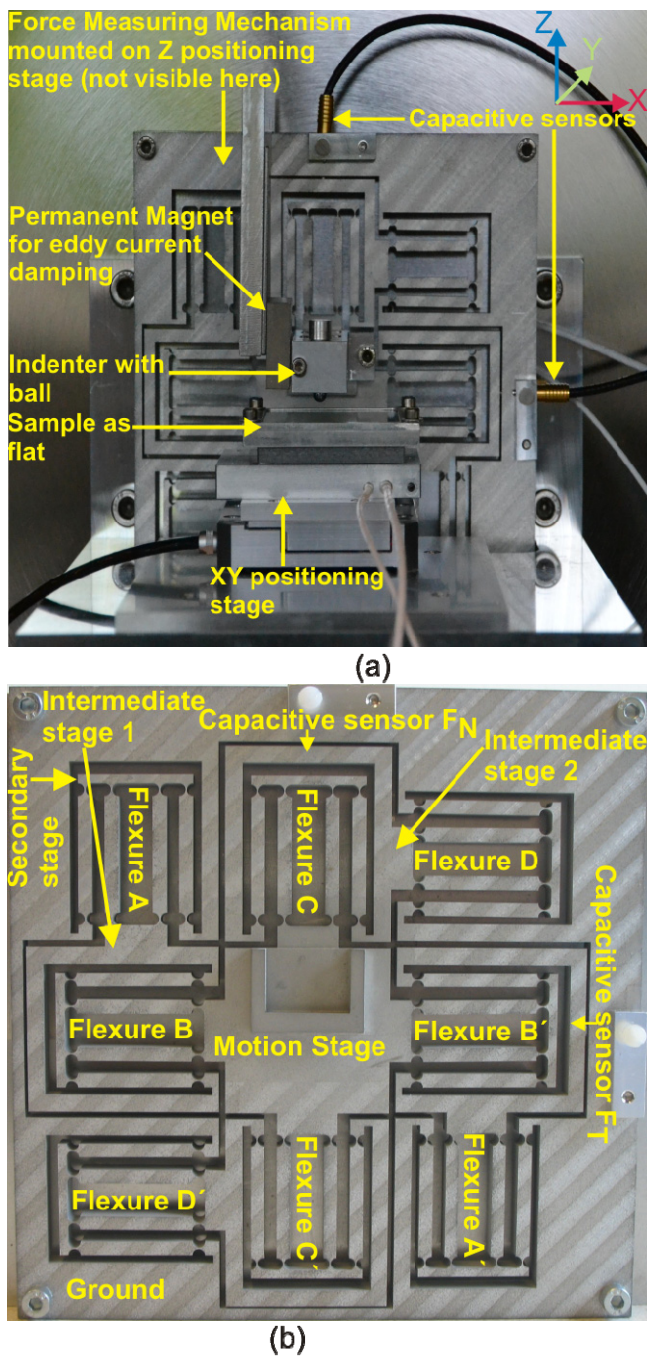 Force Measuring Mechanism
mounted on Z positioning
stage (not visible here)
Z
Y
X
Capacitive sensors
Permanent Magnet
for eddy current
damping
Indenter with
ball
Sample as
flat
XY positioning
stage
(a)
Intermediate
stage 1
Capacitive sensor FN
Intermediate
stage 2
Secondary
stage
Flexure A
Flexure C
Flexure D
Capacitive sensor FT
Flexure B
Flexure B´
Motion Stage
Flexure D´
Flexure C´
Flexure A´
Ground
(b)